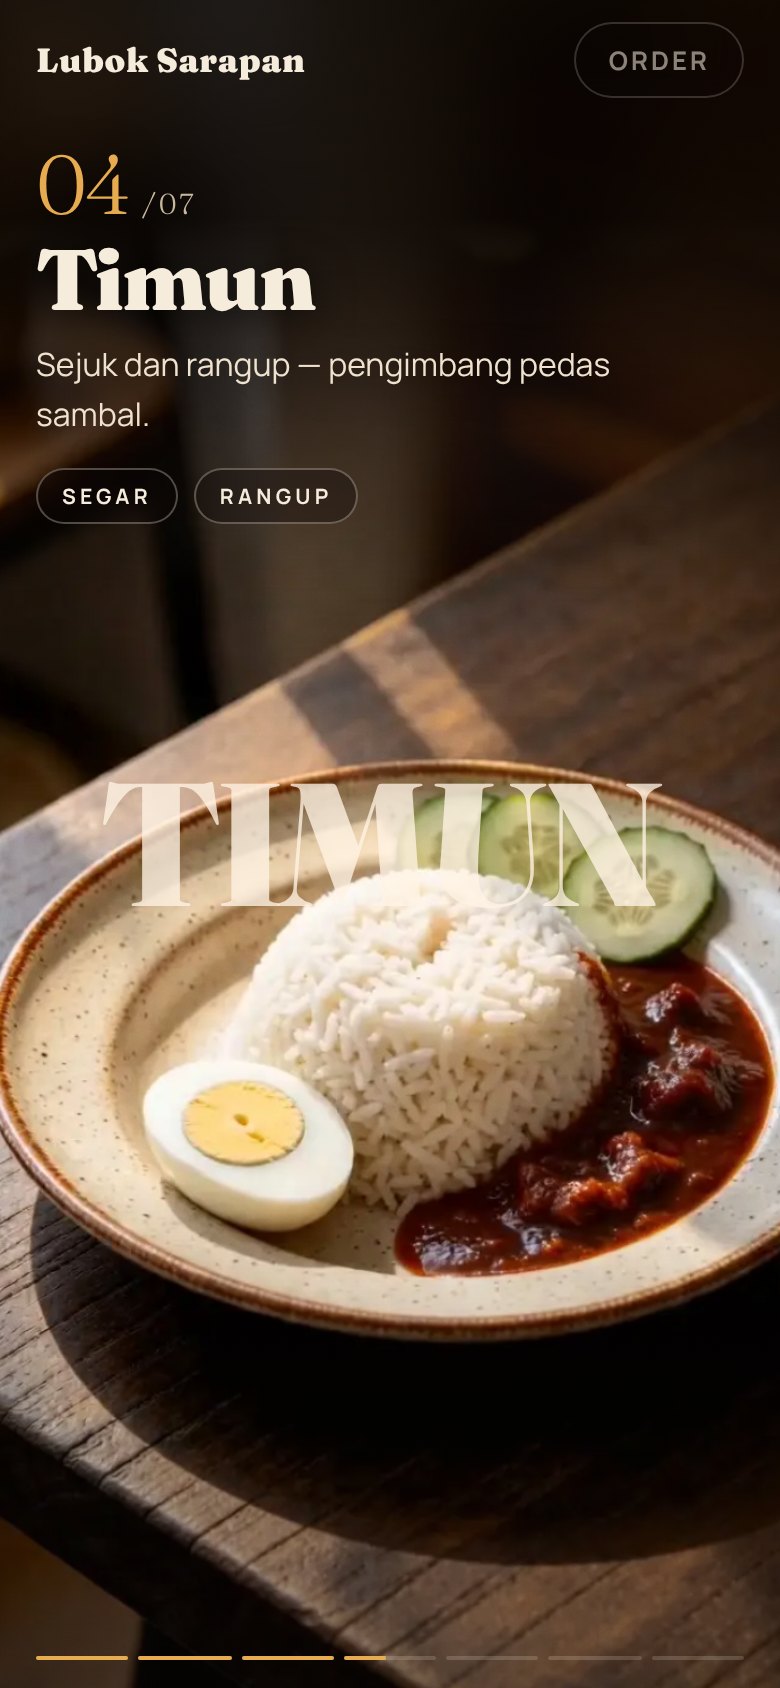 Lubok Sarapan
ORDER
04 /07
Timun
Sejuk dan rangup — pengimbang pedas
sambal.
SEGAR
RANGUP
TIMUN